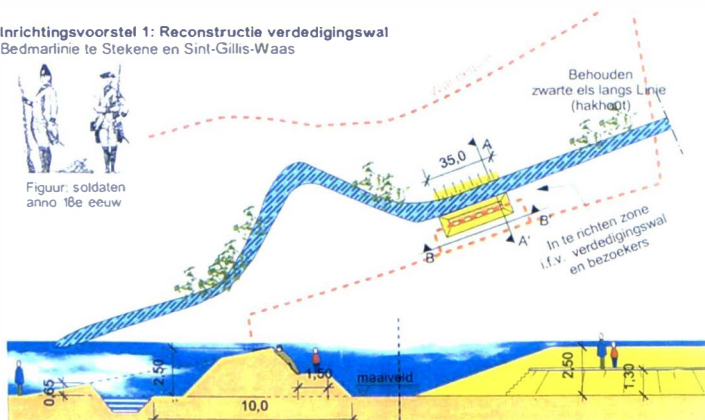 Inrichtingsvoorstel 1: Reconstructie verdedigingswal
Bedmarlinie te Stekene en Sint-Gillis-Waas
Figuur: soldaten
anno 18e eeuw
Behouden
zwarte els langs Linie
(hakhout)
35,0
A
A'
B
B'
In te richten zone
i.f.v. verdedigingswal
en bezoekers
0,65
2,50
1,50
10,0
maaiveld
2,50
1,30